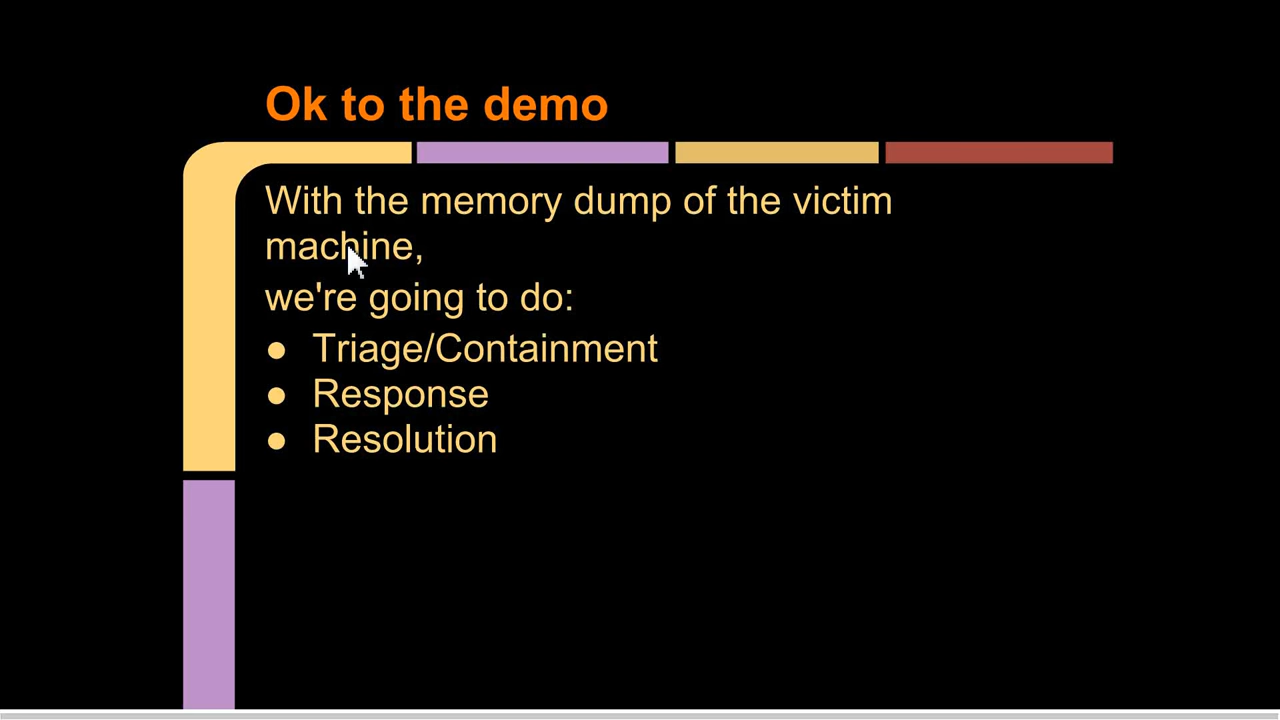 Ok to the demo
With the memory dump of the victim
machine,
we're going to do:
● Triage/Containment
● Response
● Resolution